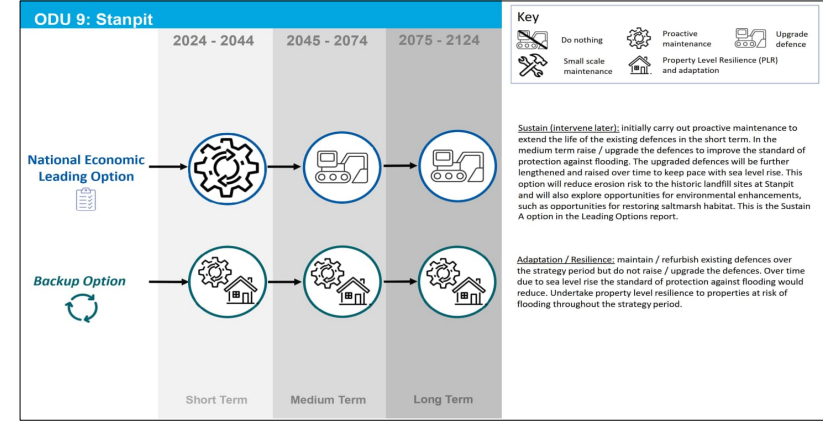 ODU 9: Stanpit
2024 - 2044
2045 - 2074
2075 - 2124
National Economic
Leading Option
Backup Option
Short Term
Medium Term
Long Term
Key
Do nothing
Proactive
maintenance
Upgrade
defence
Small scale
maintenance
Property Level Resilience (PLR)
and adaptation
Sustain (intervene later): initially carry out proactive maintenance to
extend the life of the existing defences in the short term. In the
medium term raise / upgrade the defences to improve the standard of
protection against flooding. The upgraded defences will be further
lengthened and raised over time to keep pace with sea level rise. This
option will reduce erosion risk to the historic landfill sites at Stanpit
and will also explore opportunities for environmental enhancements,
such as opportunities for restoring saltmarsh habitat. This is the Sustain
A option in the Leading Options report.
Adaptation / Resilience: maintain / refurbish existing defences over
the strategy period but do not raise / upgrade the defences. Over time
due to sea level rise the standard of protection against flooding would
reduce. Undertake property level resilience to properties at risk of
flooding throughout the strategy period.